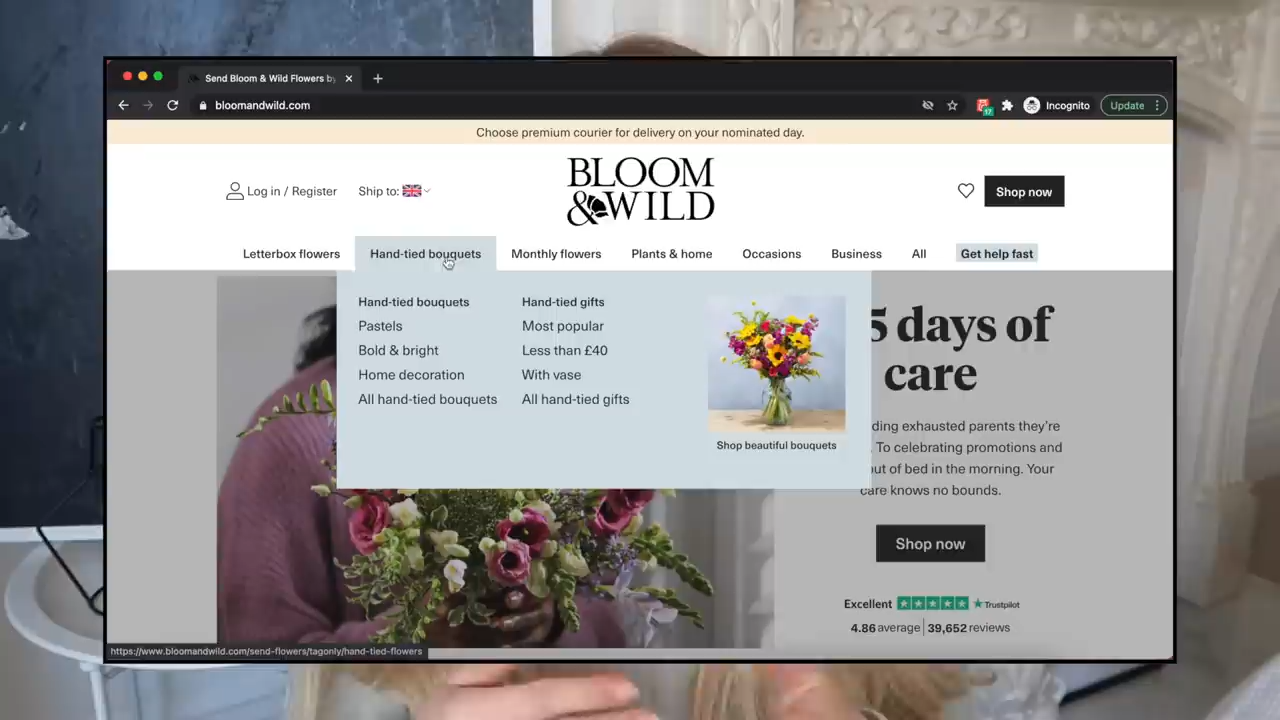 Send Bloom & Wild Flowers by
bloomandwild.com
Incognito
Update
17
Choose premium courier for delivery on your nominated day.
Log in / Register
Ship to:
BLOOM
&WILD
Shop now
Letterbox flowers
Hand-tied bouquets
Monthly flowers
Plants & home
Occasions
Business
All
Get help fast
Hand-tied bouquets
Pastels
Bold & bright
Home decoration
All hand-tied bouquets
Hand-tied gifts
Most popular
Less than £40
With vase
All hand-tied gifts
Shop beautiful bouquets
5 days of
care
ding exhausted parents they're
. To celebrating promotions and
out of bed in the morning. Your
care knows no bounds.
Shop now
Excellent
Trustpilot
4.86 average | 39,652 reviews
https://www.bloomandwild.com/send-flowers/tagonly/hand-tied-flowers